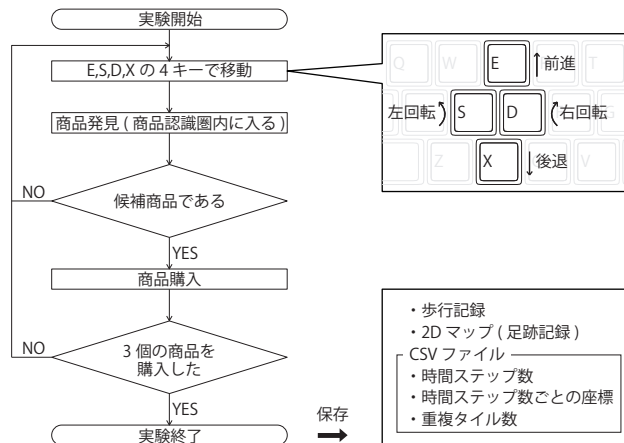 実験開始
E,S,D,X の 4 キーで移動
商品発見 ( 商品認識圏内に入る )
NO
候補商品である
YES
商品購入
NO
3 個の商品を
購入した
YES
実験終了
保存
Q W E 前進 T
左回転 S D 右回転 G
Z X 後退 V
・歩行記録
・2D マップ ( 足跡記録 )
CSV ファイル
・時間ステップ数
・時間ステップ数ごとの座標
・重複タイル数